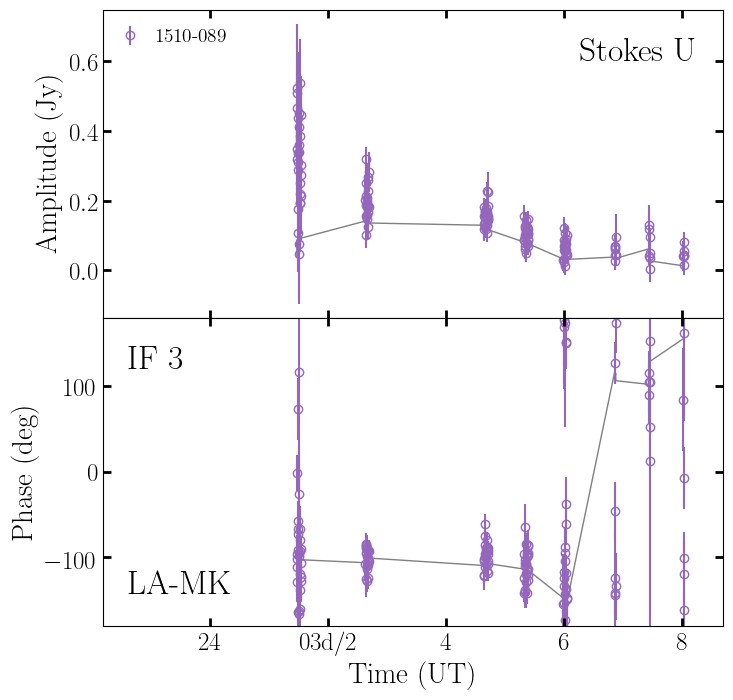 1510-089
Stokes U
0.6
0.4
0.2
0.0
Amplitude (Jy)
IF 3
100
0
−100
Phase (deg)
LA-MK
24 03d/2 4 6 8
Time (UT)